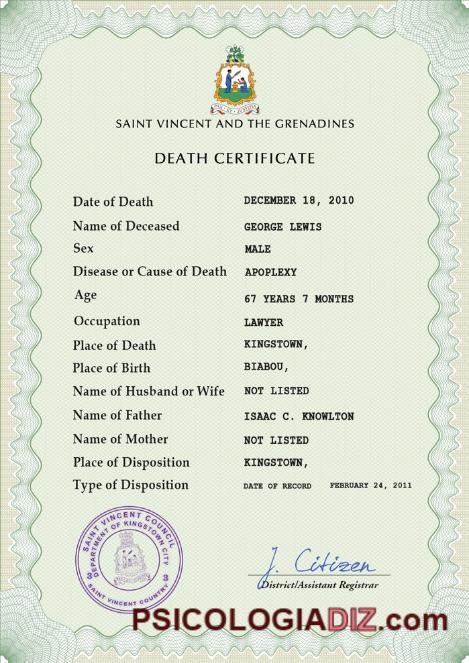 SAINT VINCENT AND THE GRENADINES
DEATH CERTIFICATE
Date of Death DECEMBER 18, 2010
Name of Deceased GEORGE LEWIS
Sex MALE
Disease or Cause of Death APOPLEXY
Age 67 YEARS 7 MONTHS
Occupation LAWYER
Place of Death KINGSTOWN,
Place of Birth BIABOU,
Name of Husband or Wife NOT LISTED
Name of Father ISAAC C. KNOWLTON
Name of Mother NOT LISTED
Place of Disposition KINGSTOWN,
Type of Disposition DATE OF RECORD FEBRUARY 24, 2011
SAINT VINCENT COUNCIL
DEPARTMENT OF KINGSTOWN CITY
SAINT VINCENT COUNTRY
J. Citizen
District/Assistant Registrar
PSICOLOGIADIZ.com